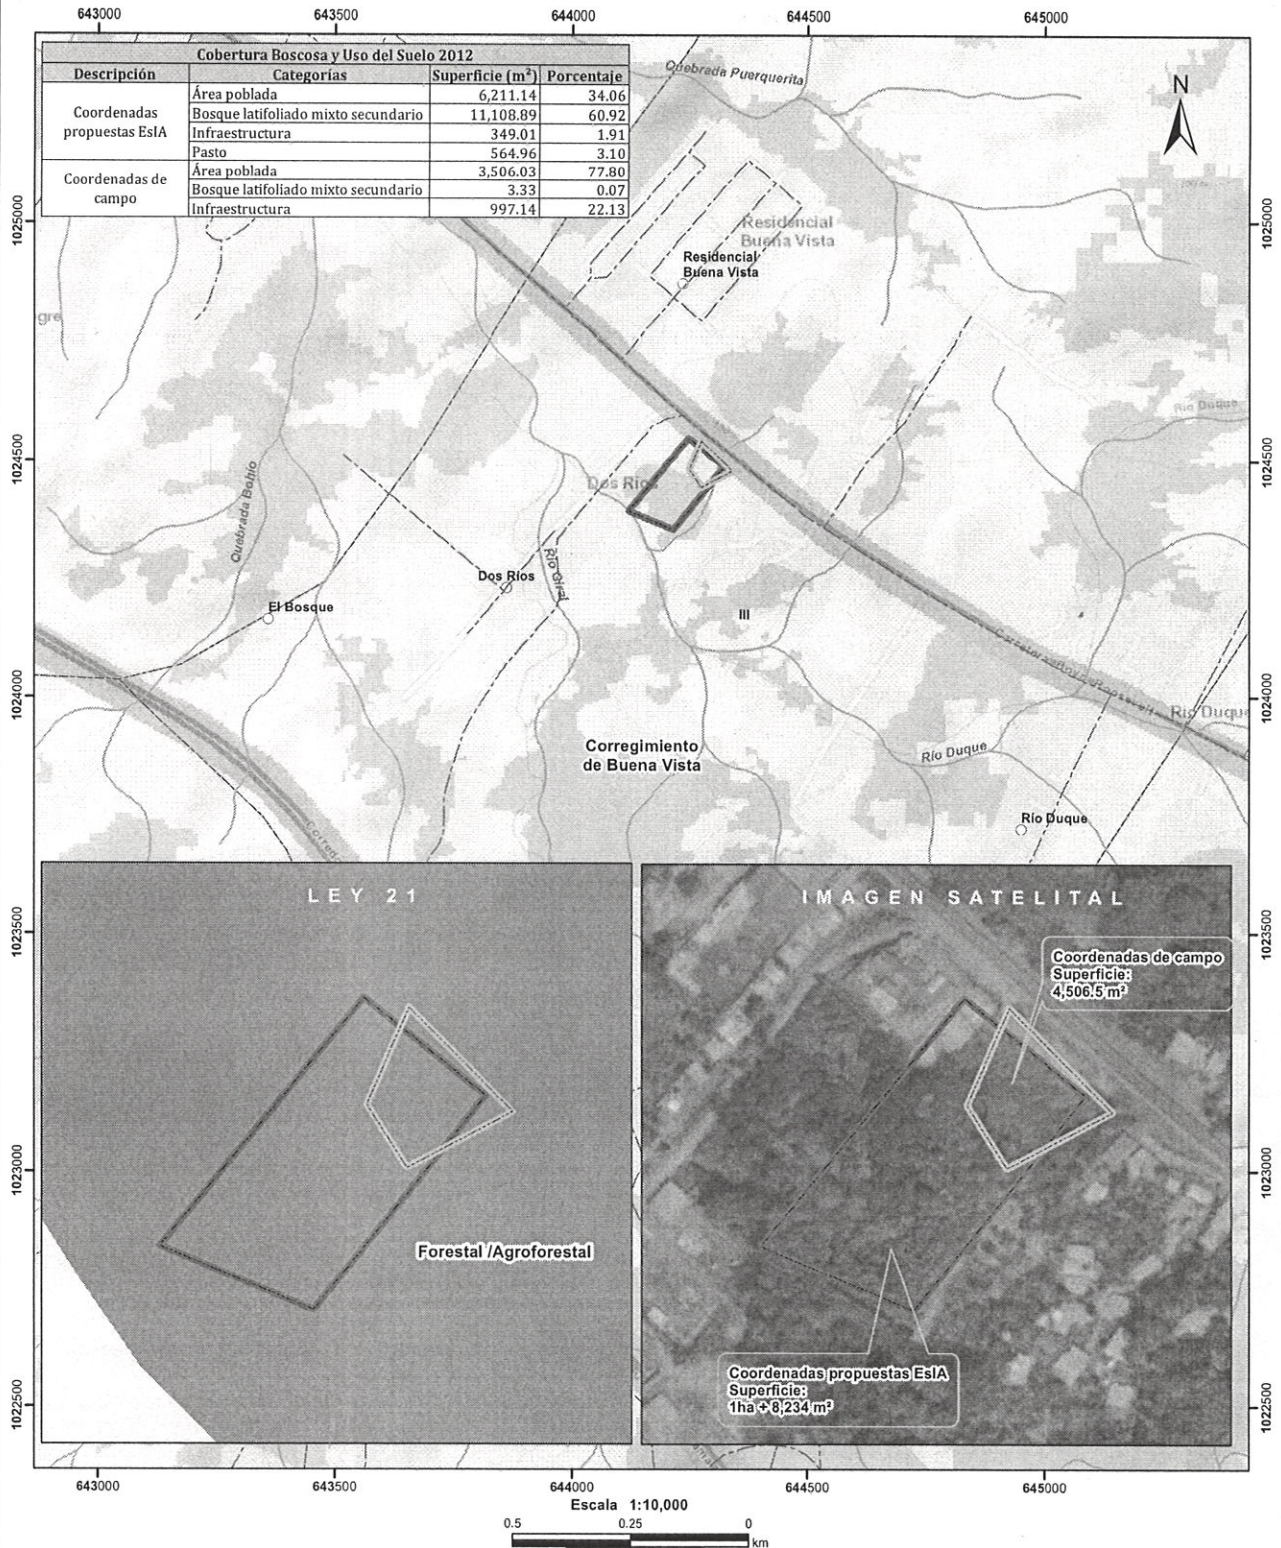 643000 643500 644000 644500 645000
Cobertura Boscosa y Uso del Suelo 2012
Descripción Categorías Superficie (m²) Porcentaje
Coordenadas propuestas EsIA
Área poblada 6,211.14 34.06
Bosque latifoliado mixto secundario 11,108.89 60.92
Infraestructura 349.01 1.91
Pasto 564.96 3.10
Coordenadas de campo
Área poblada 3,506.03 77.80
Bosque latifoliado mixto secundario 3.33 0.07
Infraestructura 997.14 22.13
Quebrada Puerquerita
N
1025000
1025000
Residencial
Buena Vista
Residencial
Buena Vista
gre
Río Duque
1024500
1024500
Quebrada Bohío
Dos Ríos
Río Giral
Dos Ríos
El Bosque
III
1024000
1024000
Río Duque
Corregimiento
de Buena Vista
Río Duque
Río Duque
LEY 21
IMAGEN SATELITAL
1023500
1023500
Coordenadas de campo
Superficie:
4,506.5 m²
1023000
1023000
Forestal /Agroforestal
Coordenadas propuestas EsIA
Superficie:
1ha + 8,234 m²
1022500
1022500
643000 643500 644000 644500 645000
Escala 1:10,000
0.5 0.25 0
km